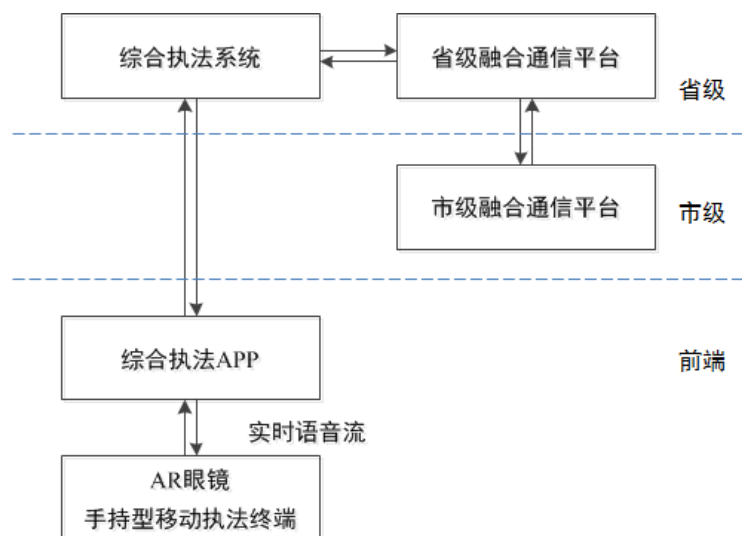 综合执法系统
省级融合通信平台
省级
市级融合通信平台
市级
综合执法APP
前端
实时语音流
AR眼镜
手持型移动执法终端